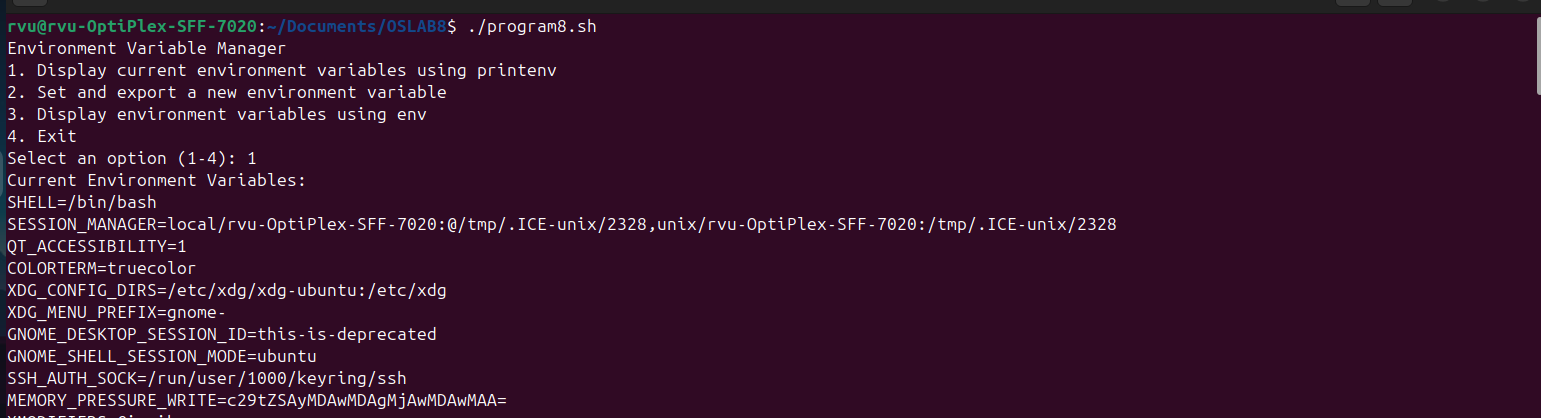 rvu@rvu-OptiPlex-SFF-7020:~/Documents/OSLAB8$ ./program8.sh
Environment Variable Manager
1. Display current environment variables using printenv
2. Set and export a new environment variable
3. Display environment variables using env
4. Exit
Select an option (1-4): 1
Current Environment Variables:
SHELL=/bin/bash
SESSION_MANAGER=local/rvu-OptiPlex-SFF-7020:@/tmp/.ICE-unix/2328,unix/rvu-OptiPlex-SFF-7020:/tmp/.ICE-unix/2328
QT_ACCESSIBILITY=1
COLORTERM=truecolor
XDG_CONFIG_DIRS=/etc/xdg/xdg-ubuntu:/etc/xdg
XDG_MENU_PREFIX=gnome-
GNOME_DESKTOP_SESSION_ID=this-is-deprecated
GNOME_SHELL_SESSION_MODE=ubuntu
SSH_AUTH_SOCK=/run/user/1000/keyring/ssh
MEMORY_PRESSURE_WRITE=c29tZSAyMDAwMDAgMjAwMDAwMAA=